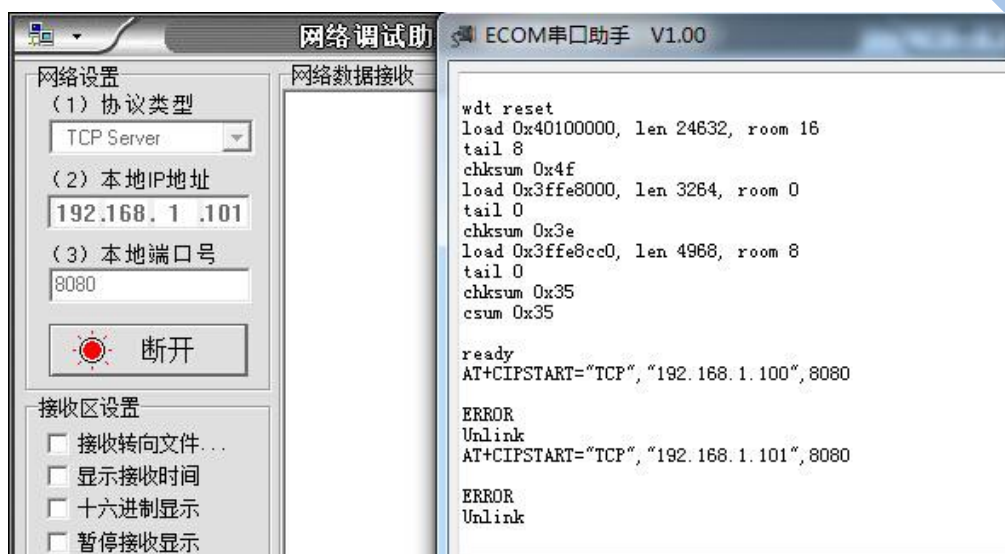 网络调试助
网络设置
(1) 协议类型
TCP Server
(2) 本地IP地址
192.168. 1 .101
(3) 本地端口号
8080
断开
接收区设置
接收转向文件...
显示接收时间
十六进制显示
暂停接收显示
网络数据接收
ECOM串口助手 V1.00
wdt reset
load 0x40100000, len 24632, room 16
tail 8
chksum 0x4f
load 0x3ffe8000, len 3264, room 0
tail 0
chksum 0x3e
load 0x3ffe8cc0, len 4968, room 8
tail 0
chksum 0x35
csum 0x35
ready
AT+CIPSTART="TCP","192.168.1.100",8080
ERROR
Unlink
AT+CIPSTART="TCP","192.168.1.101",8080
ERROR
Unlink